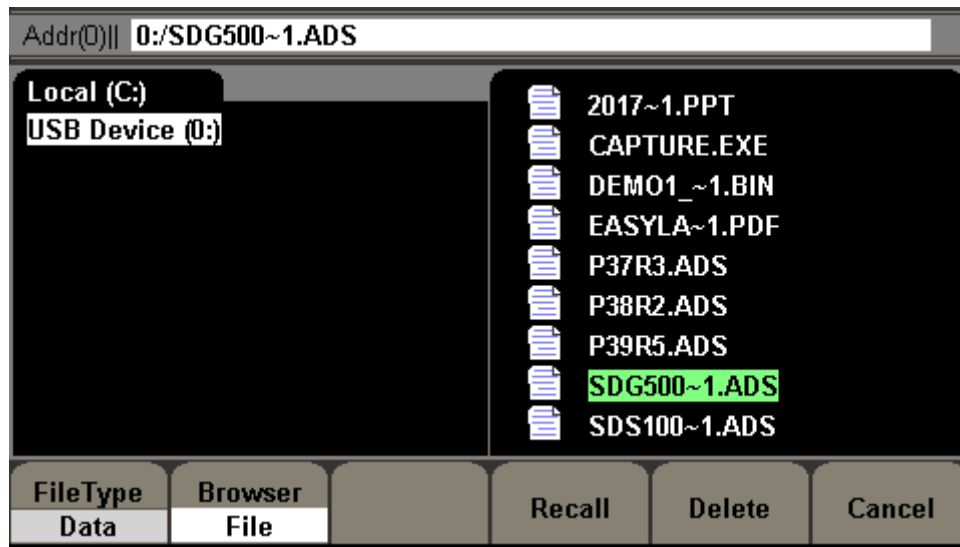 Addr(0)|| 0:/SDG500~1.ADS
Local (C:)
USB Device (0:)
2017~1.PPT
CAPTURE.EXE
DEMO1_~1.BIN
EASYLA~1.PDF
P37R3.ADS
P38R2.ADS
P39R5.ADS
SDG500~1.ADS
SDS100~1.ADS
FileType
Data
Browser
File
Recall
Delete
Cancel